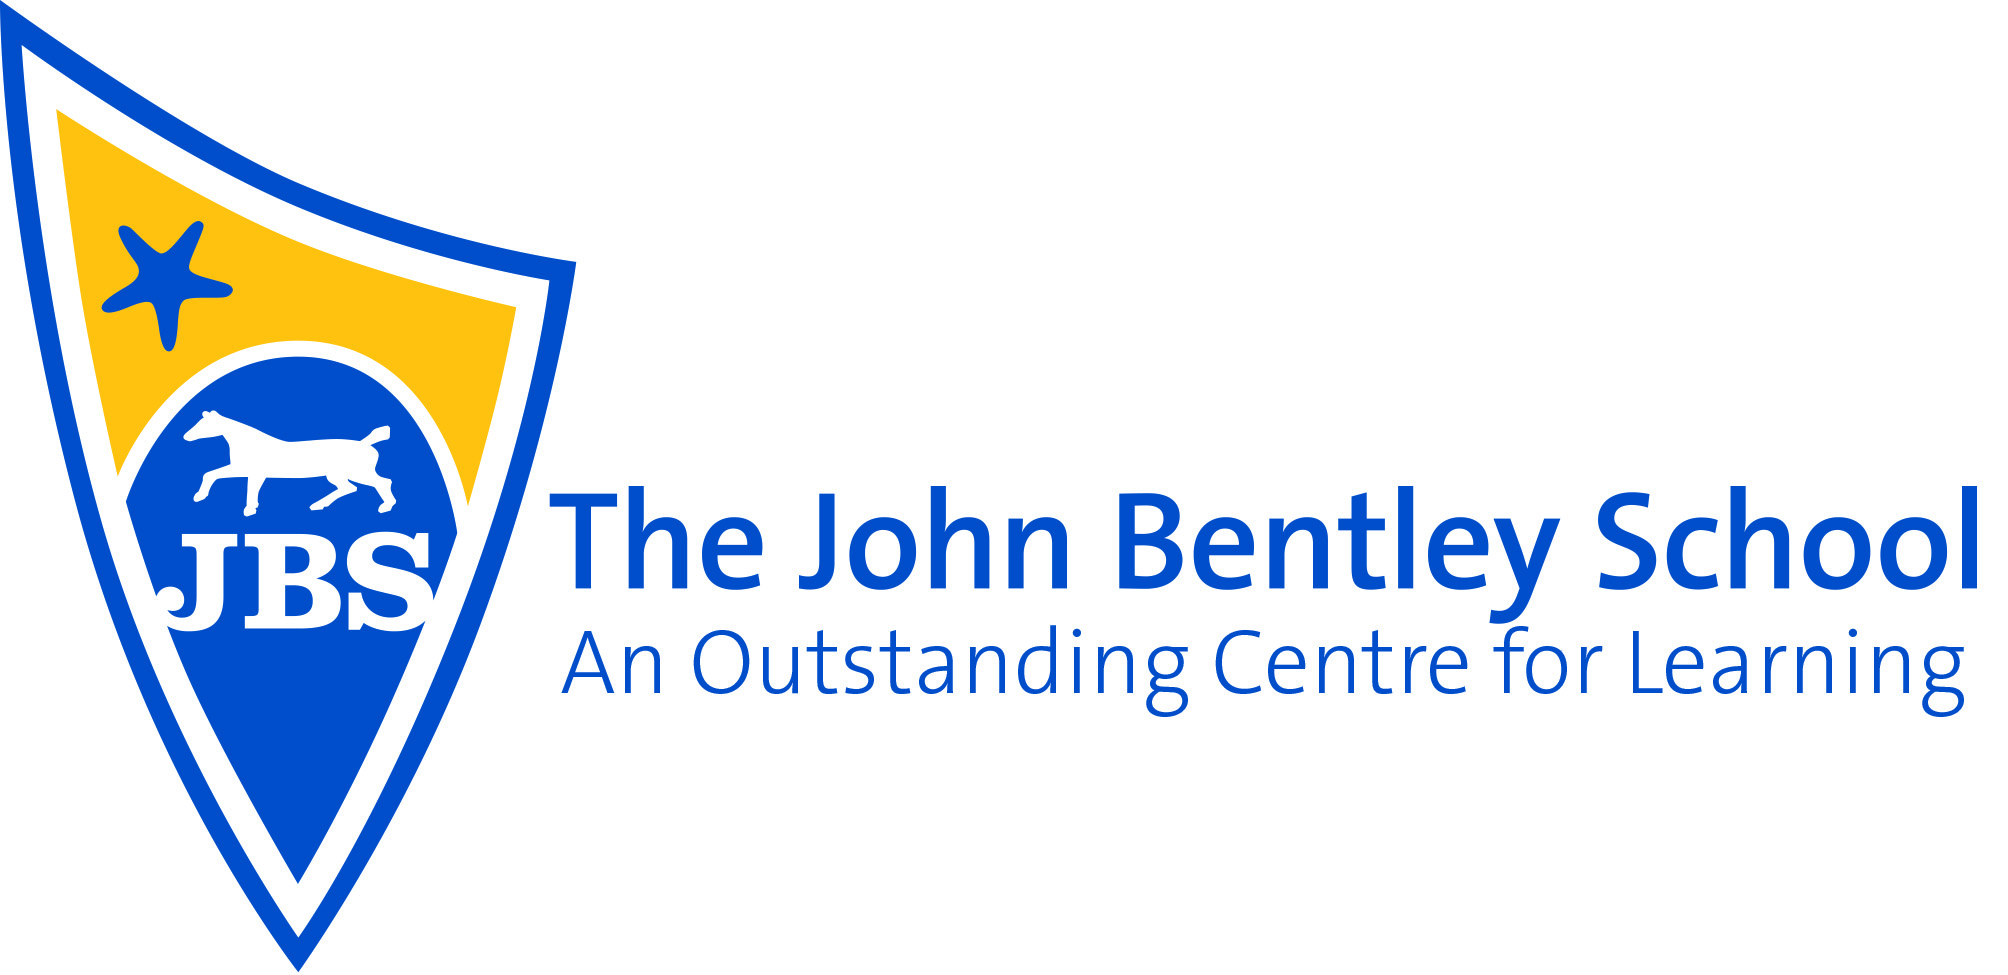 JBS
The John Bentley School
An Outstanding Centre for Learning